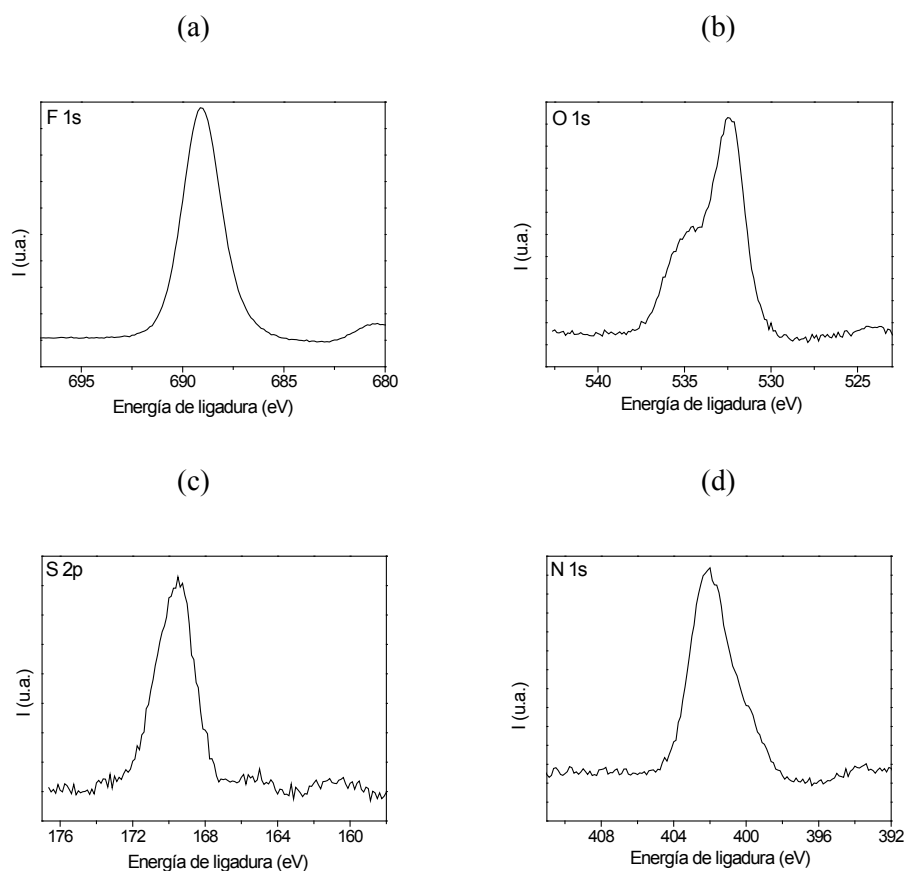 (a)
(b)
F 1s
O 1s
I (u.a.)
I (u.a.)
695 690 685 680
540 535 530 525
Energía de ligadura (eV)
Energía de ligadura (eV)
(c)
(d)
S 2p
N 1s
I (u.a.)
I (u.a.)
176 172 168 164 160
408 404 400 396 392
Energía de ligadura (eV)
Energía de ligadura (eV)